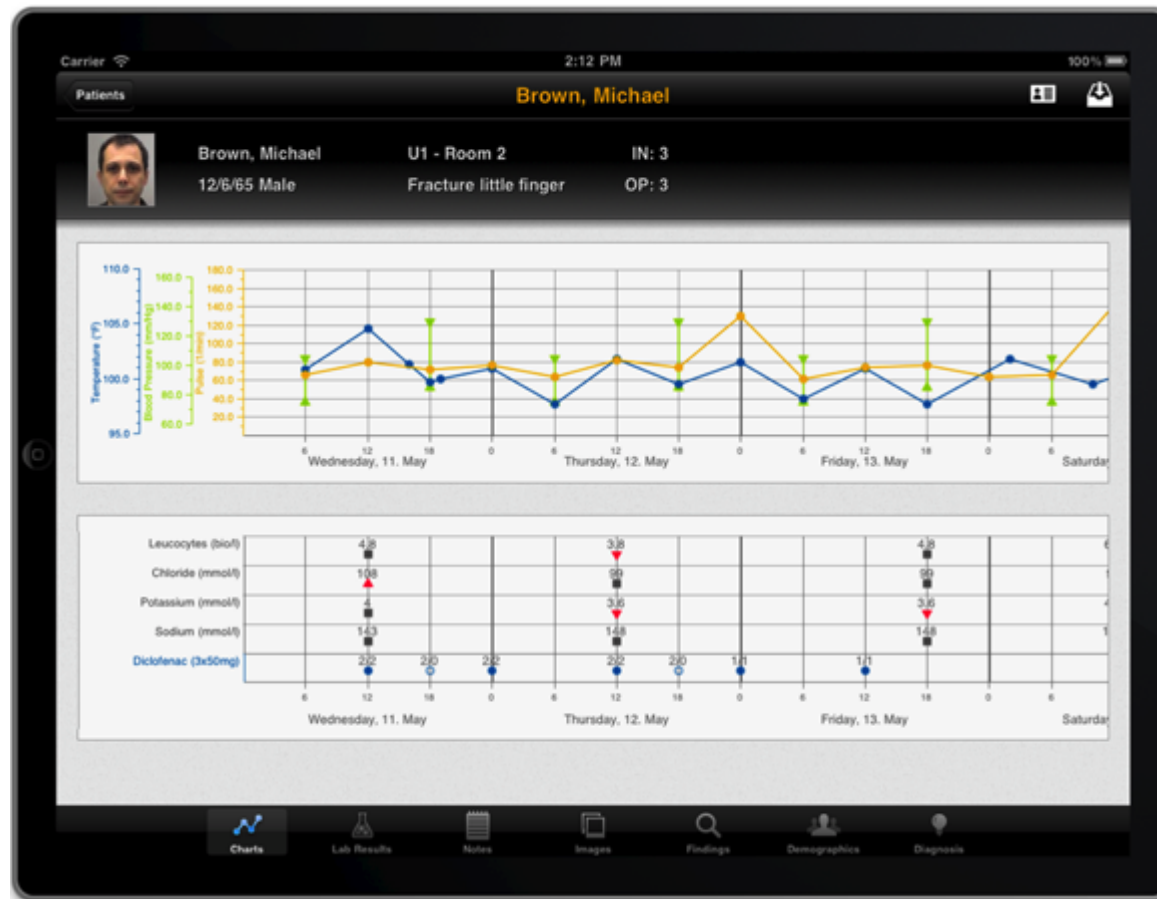 Carrier 2:12 PM 100%
Patients Brown, Michael
Brown, Michael U1 - Room 2 IN: 3
12/6/65 Male Fracture little finger OP: 3
Temperature (°F)
110.0
105.0
100.0
95.0
Blood Pressure (mm/Hg)
160.0
140.0
120.0
100.0
80.0
60.0
Pulse (1/min)
180.0
160.0
140.0
120.0
100.0
80.0
60.0
40.0
20.0
6 12 18 0 6 12 18 0 6 12 18 0 6
Wednesday, 11. May Thursday, 12. May Friday, 13. May Saturday
Leucocytes (bio/l) 4.8 3.8 4.8
Chloride (mmol/l) 108 99 99
Potassium (mmol/l) 4 3.6 3.6
Sodium (mmol/l) 143 148 148
Diclofenac (3x50mg) 2/2 2/0 2/2 2/2 2/0 1/1 1/1
6 12 18 0 6 12 18 0 6 12 18 0 6
Wednesday, 11. May Thursday, 12. May Friday, 13. May Saturday
Charts Lab Results Notes Images Findings Demographics Diagnosis